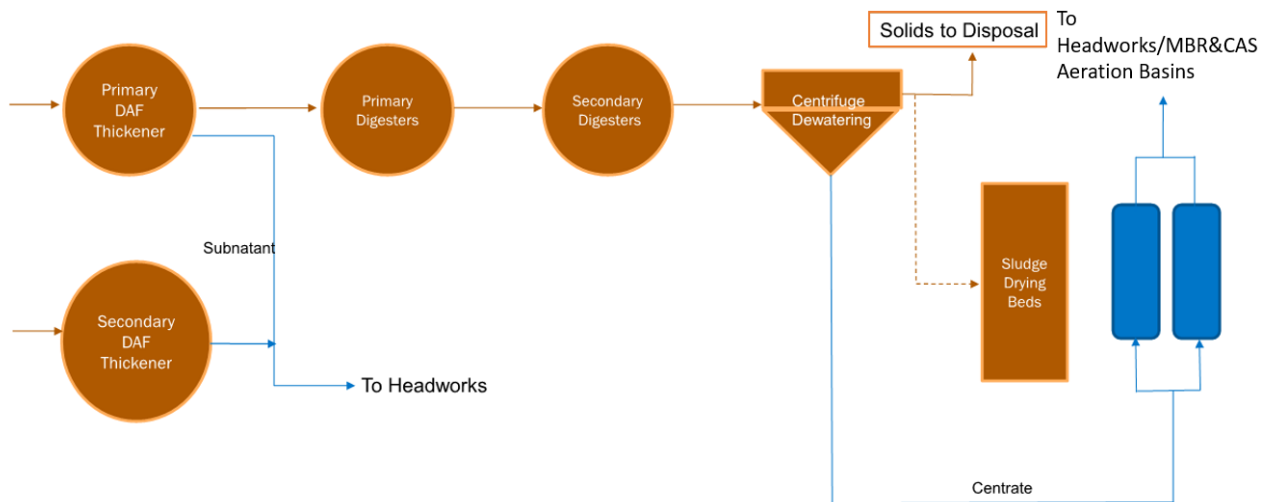 Solids to Disposal
To
Headworks/MBR&CAS
Aeration Basins
Primary
DAF
Thickener
Primary
Digesters
Secondary
Digesters
Centrifuge
Dewatering
Subnatant
Secondary
DAF
Thickener
Sludge
Drying
Beds
To Headworks
Centrate